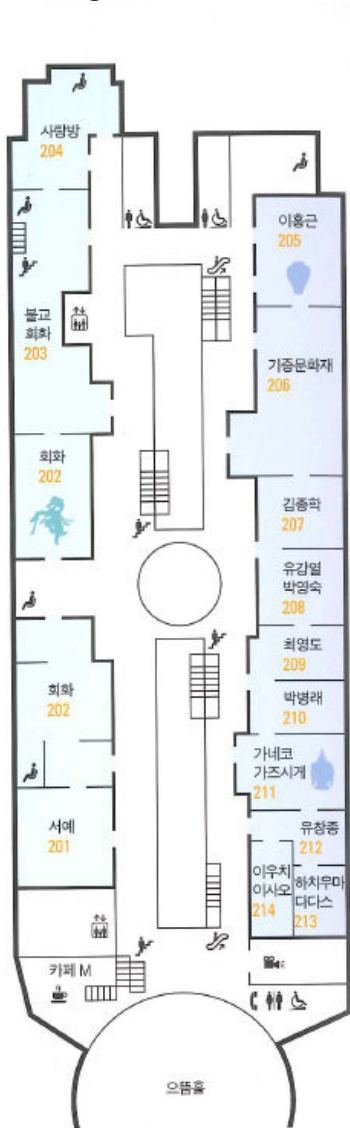 사랑방
204
이홍근
205
불교
회화
203
기증문화재
206
회화
202
김종학
207
유강열
박영숙
208
최영도
209
회화
202
박병래
210
가네코
가즈시게
211
서예
201
유창종
212
이우치
이사오
214
하치우마
다다스
213
카페 M
으뜸홀